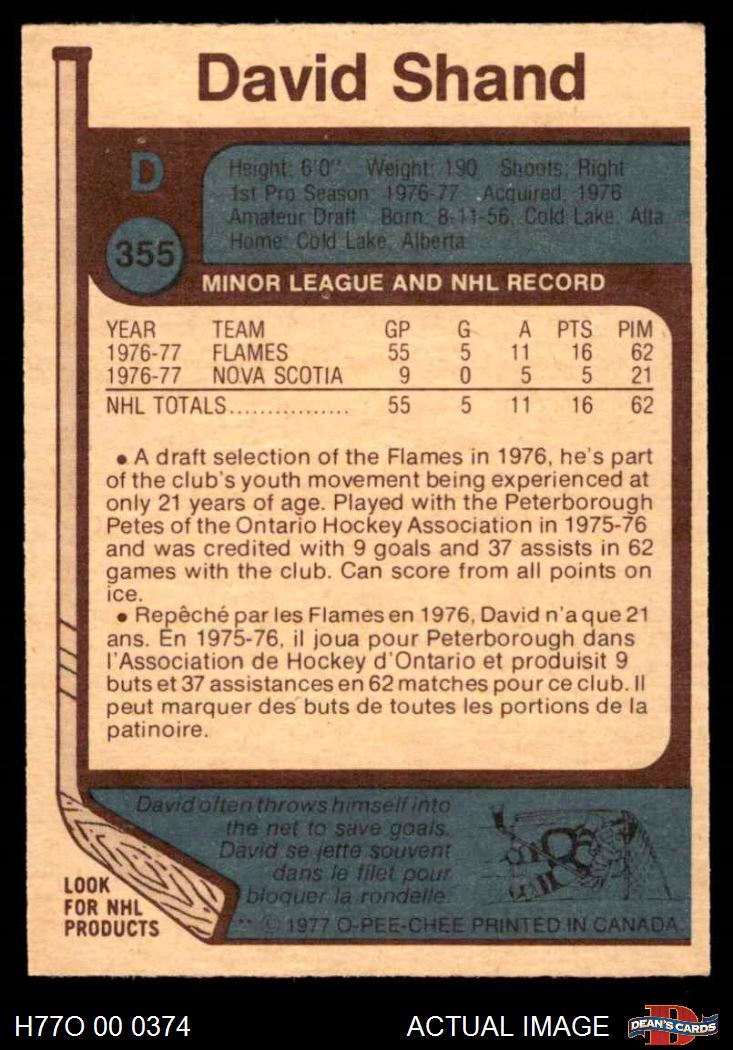 David Shand
D
Height: 6'0" Weight: 190 Shoots: Right
1st Pro Season: 1976-77 Acquired: 1976
Amateur Draft Born: 8-11-56, Cold Lake, Alta.
Home: Cold Lake, Alberta
355
MINOR LEAGUE AND NHL RECORD
YEAR TEAM GP G A PTS PIM
1976-77 FLAMES 55 5 11 16 62
1976-77 NOVA SCOTIA 9 0 5 5 21
NHL TOTALS................ 55 5 11 16 62
• A draft selection of the Flames in 1976, he's part
of the club's youth movement being experienced at
only 21 years of age. Played with the Peterborough
Petes of the Ontario Hockey Association in 1975-76
and was credited with 9 goals and 37 assists in 62
games with the club. Can score from all points on
ice.
• Repêché par les Flames en 1976, David n'a que 21
ans. En 1975-76, il joua pour Peterborough dans
l'Association de Hockey d'Ontario et produisit 9
buts et 37 assistances en 62 matches pour ce club. Il
peut marquer des buts de toutes les portions de la
patinoire.
David often throws himself into
the net to save goals.
David se jette souvent
dans le filet pour
bloquer la rondelle.
LOOK
FOR NHL
PRODUCTS
** © 1977 O-PEE-CHEE PRINTED IN CANADA.
H77O 00 0374 ACTUAL IMAGE
D
DEAN'S CARDS